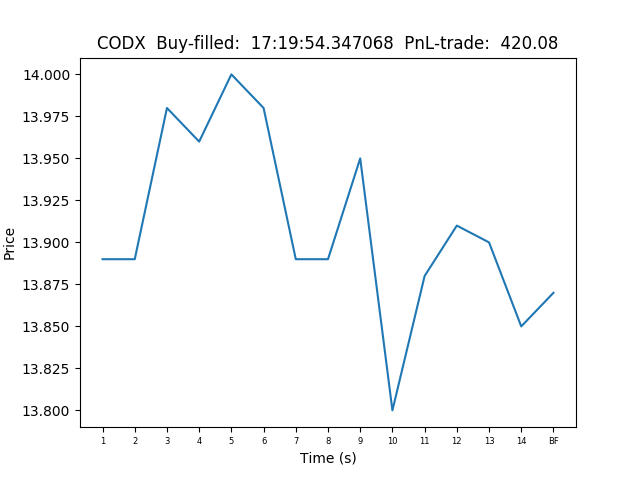 CODX  Buy-filled:  17:19:54.347068  PnL-trade:  420.08
14.000
13.975
13.950
13.925
13.900
13.875
13.850
13.825
13.800
Price
1 2 3 4 5 6 7 8 9 10 11 12 13 14 BF
Time (s)